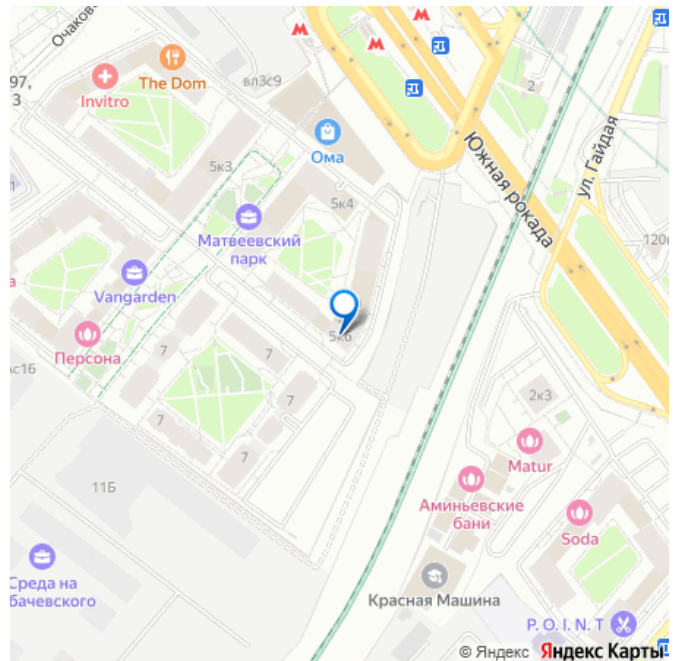 Очаково
97,
3
Invitro
The Dom
вл3с9
Ома
2
Южная рокада
ул. Гайдая
5к3
5к4
120
1
Матвеевский
парк
а
Vangarden
Персона
5к6
7
7
7
7
с16
2к3
Matur
11Б
Аминьевские
бани
Soda
Среда на
бачевского
Красная Машина
P.O.I.N.T
© Яндекс Яндекс Карты